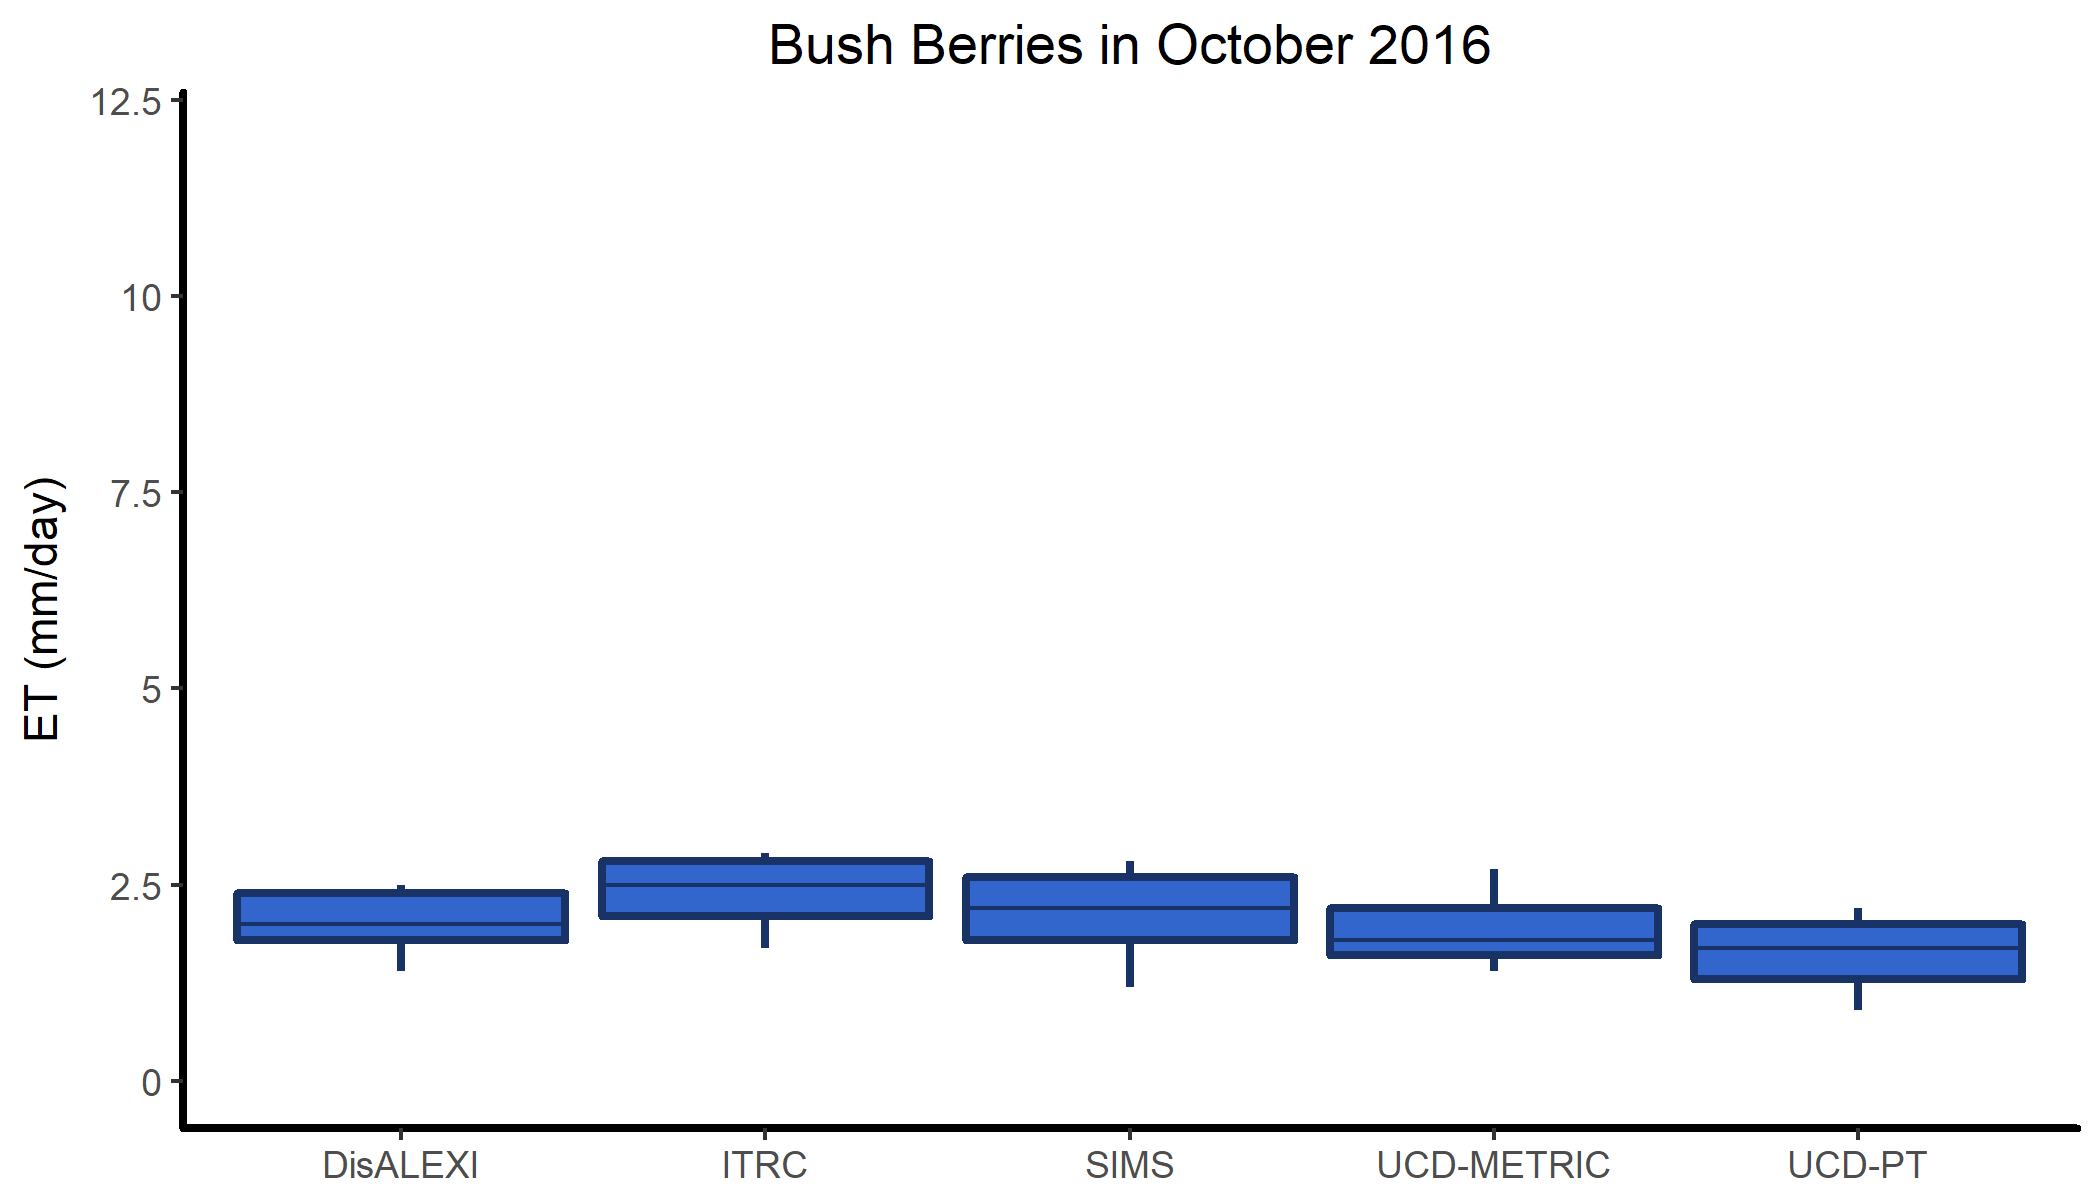 Bush Berries in October 2016
ET (mm/day)
12.5
10
7.5
5
2.5
0
DisALEXI ITRC SIMS UCD-METRIC UCD-PT